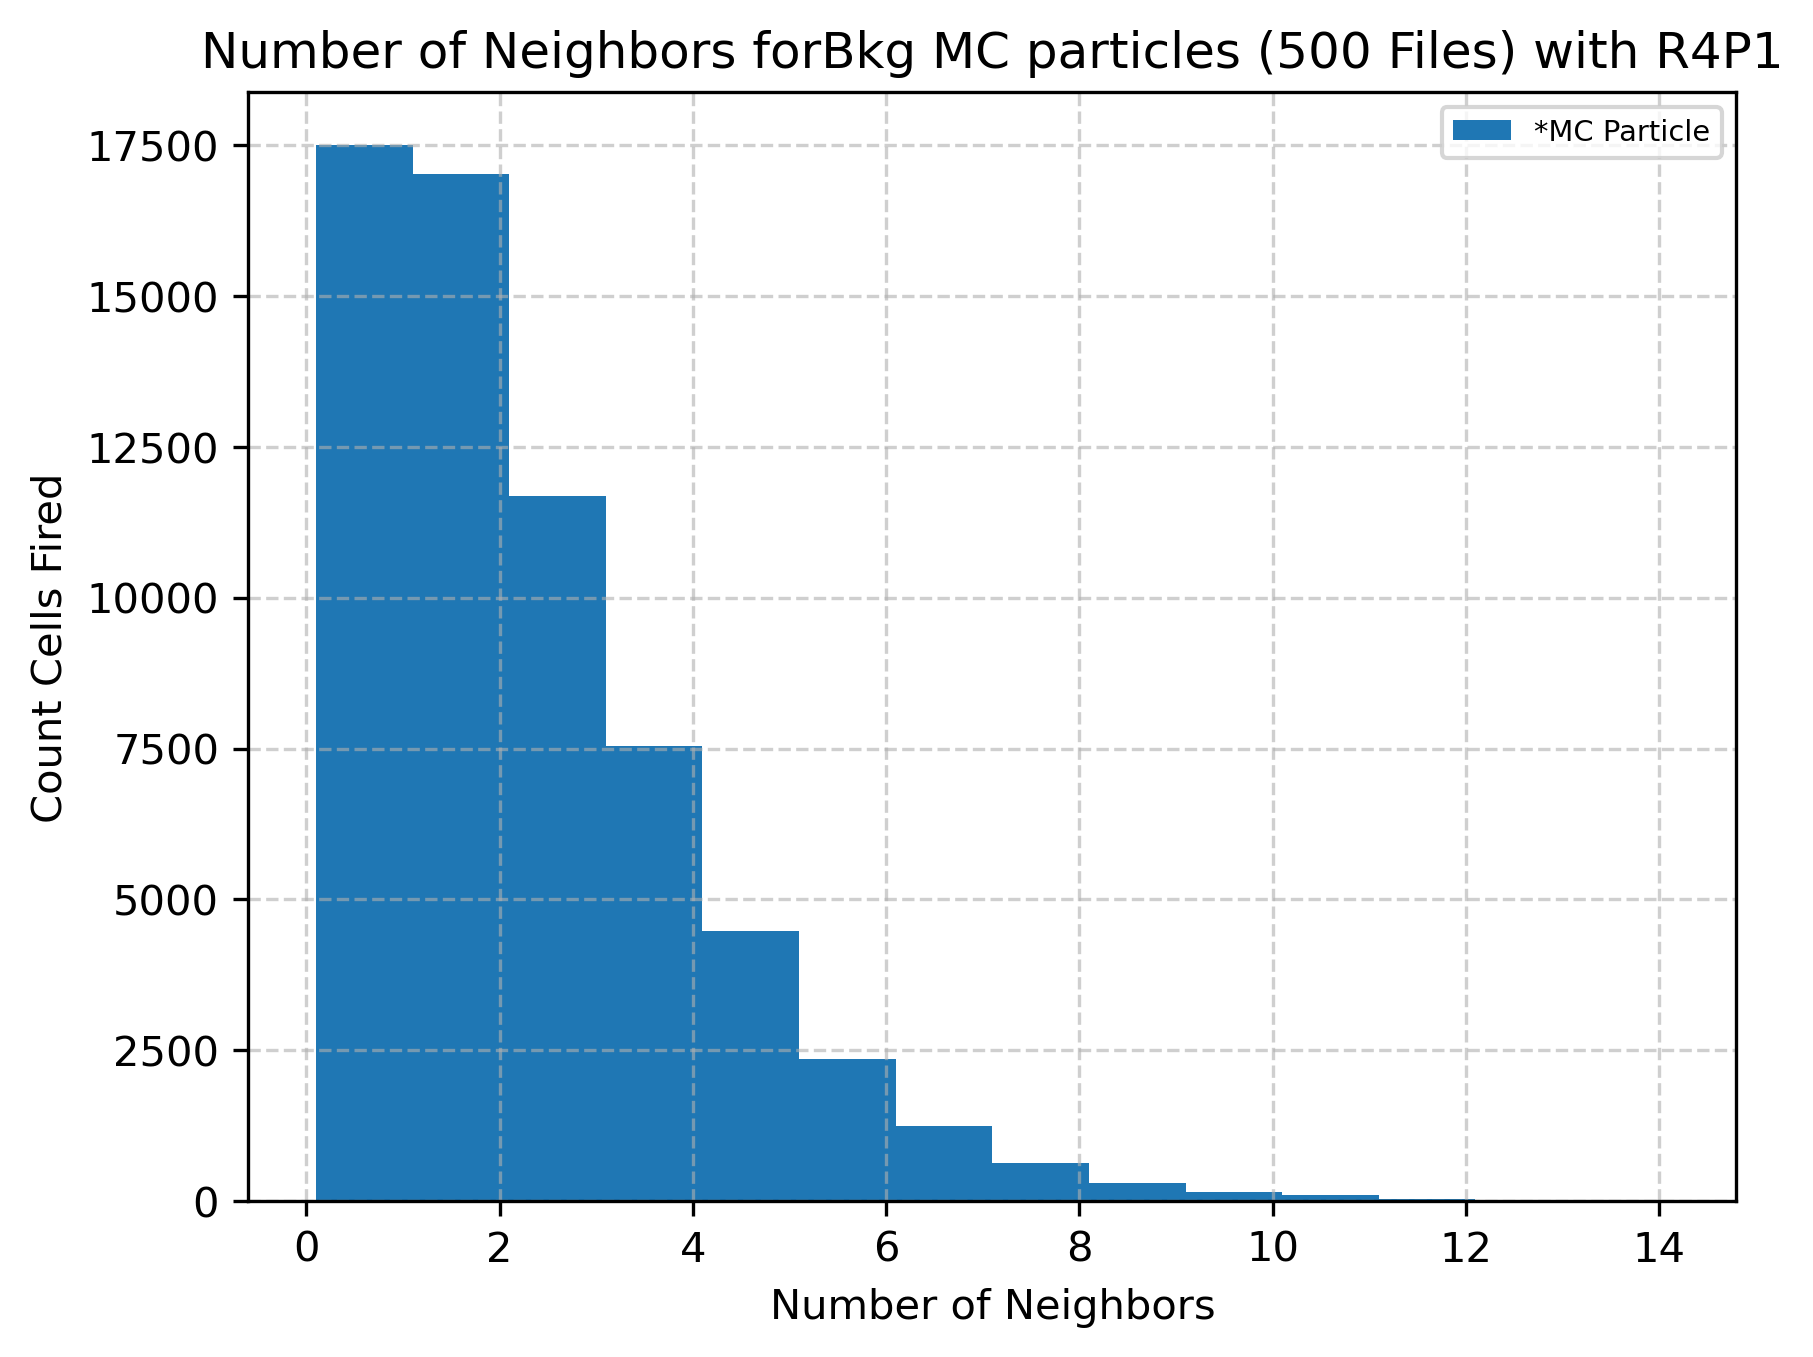 Number of Neighbors forBkg MC particles (500 Files) with R4P1
*MC Particle
17500
15000
12500
10000
7500
5000
2500
0
Count Cells Fired
0 2 4 6 8 10 12 14
Number of Neighbors